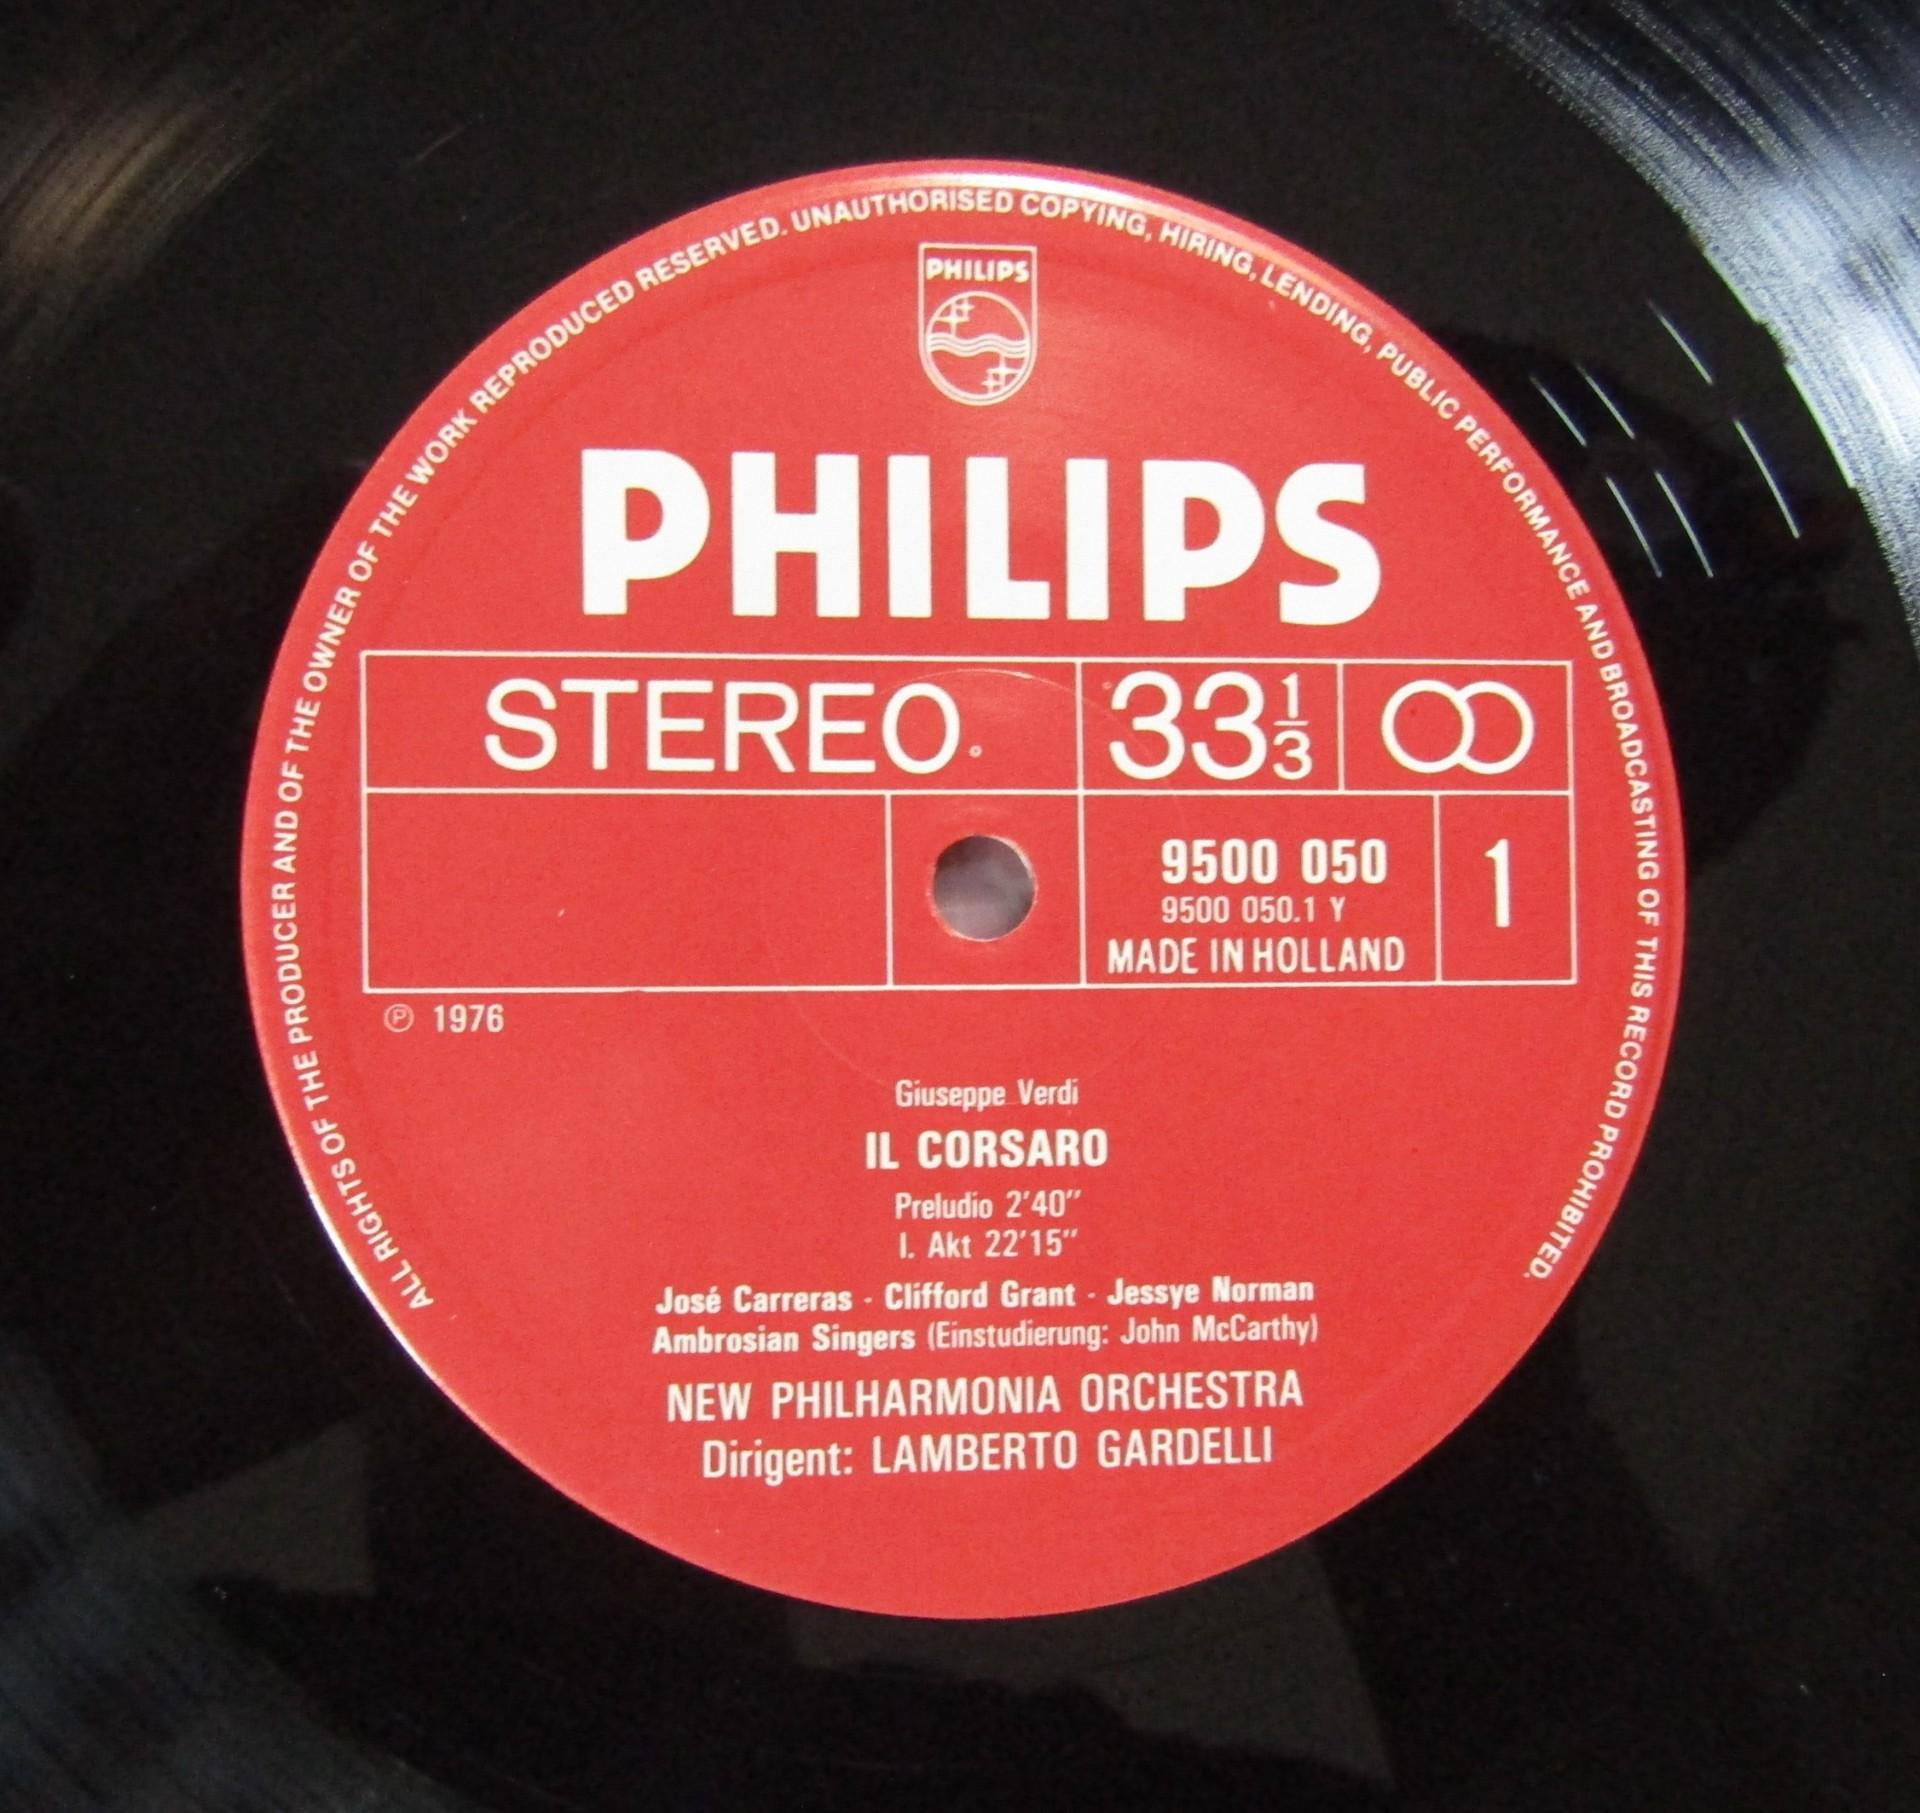 ALL RIGHTS OF THE PRODUCER AND OF THE OWNER OF THE WORK REPRODUCED RESERVED. UNAUTHORISED COPYING, HIRING, LENDING, PUBLIC PERFORMANCE AND BROADCASTING OF THIS RECORD PROHIBITED.
PHILIPS
PHILIPS
STEREO 33 1/3
9500 050 1
9500 050.1 Y
MADE IN HOLLAND
Ⓟ 1976
Giuseppe Verdi
IL CORSARO
Preludio 2'40"
I. Akt 22'15"
José Carreras - Clifford Grant - Jessye Norman
Ambrosian Singers (Einstudierung: John McCarthy)
NEW PHILHARMONIA ORCHESTRA
Dirigent: LAMBERTO GARDELLI